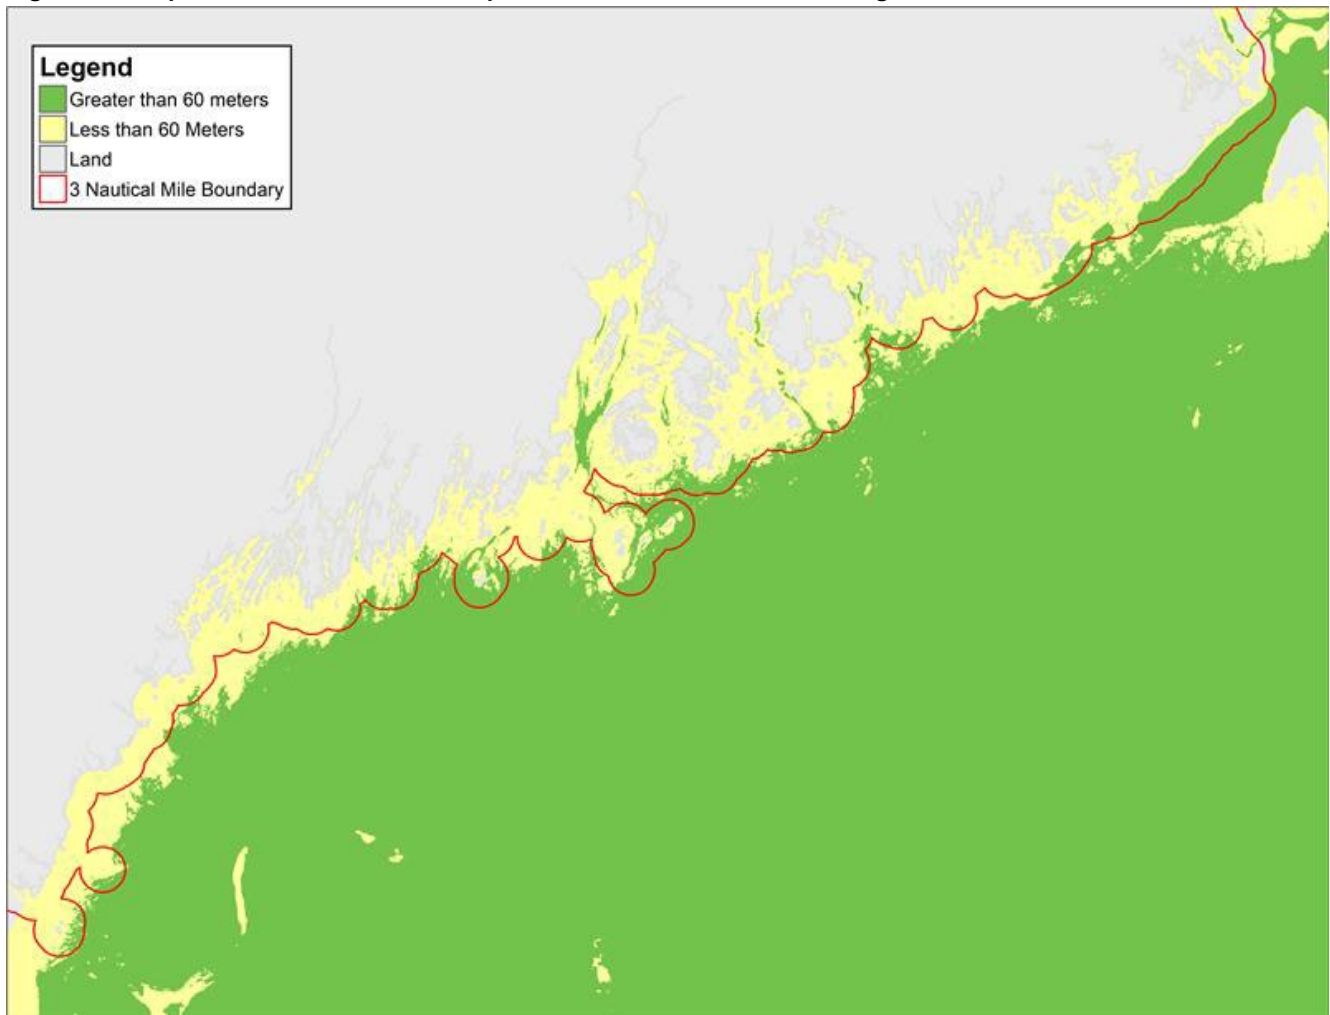 Legend
Greater than 60 meters
Less than 60 Meters
Land
3 Nautical Mile Boundary